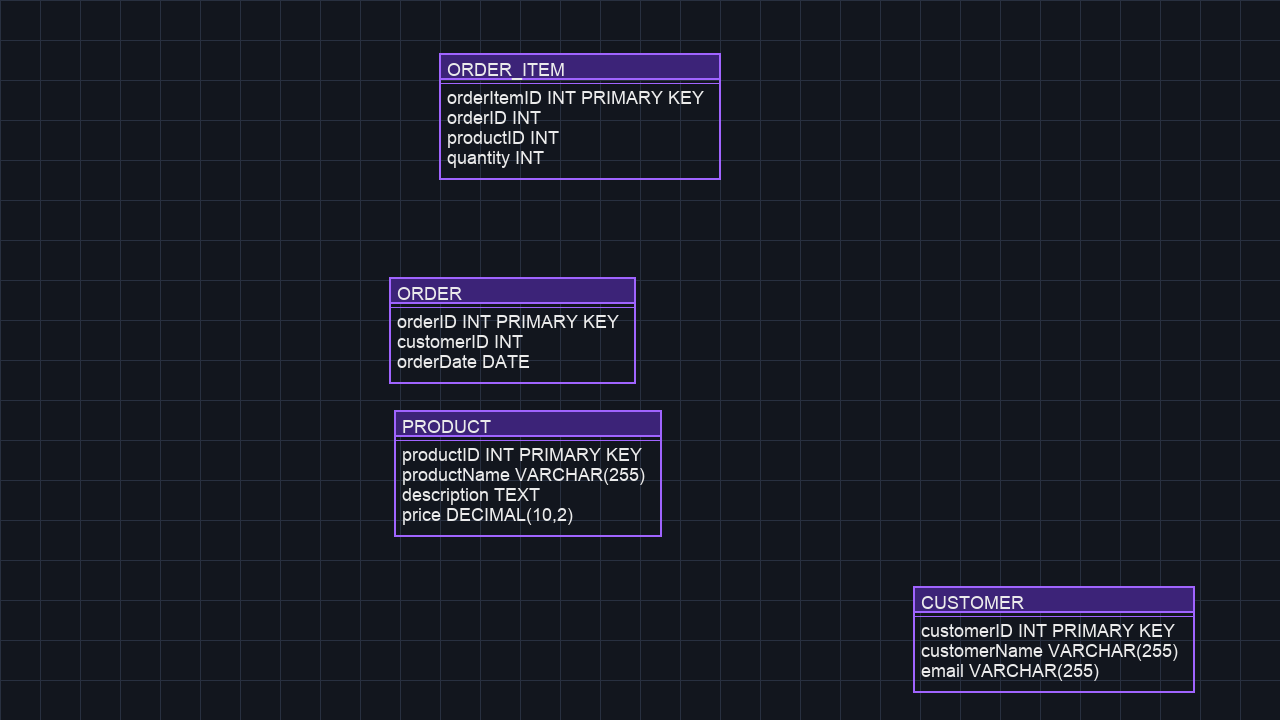 ORDER_ITEM
orderItemID INT PRIMARY KEY
orderID INT
productID INT
quantity INT
ORDER
orderID INT PRIMARY KEY
customerID INT
orderDate DATE
PRODUCT
productID INT PRIMARY KEY
productName VARCHAR(255)
description TEXT
price DECIMAL(10,2)
CUSTOMER
customerID INT PRIMARY KEY
customerName VARCHAR(255)
email VARCHAR(255)